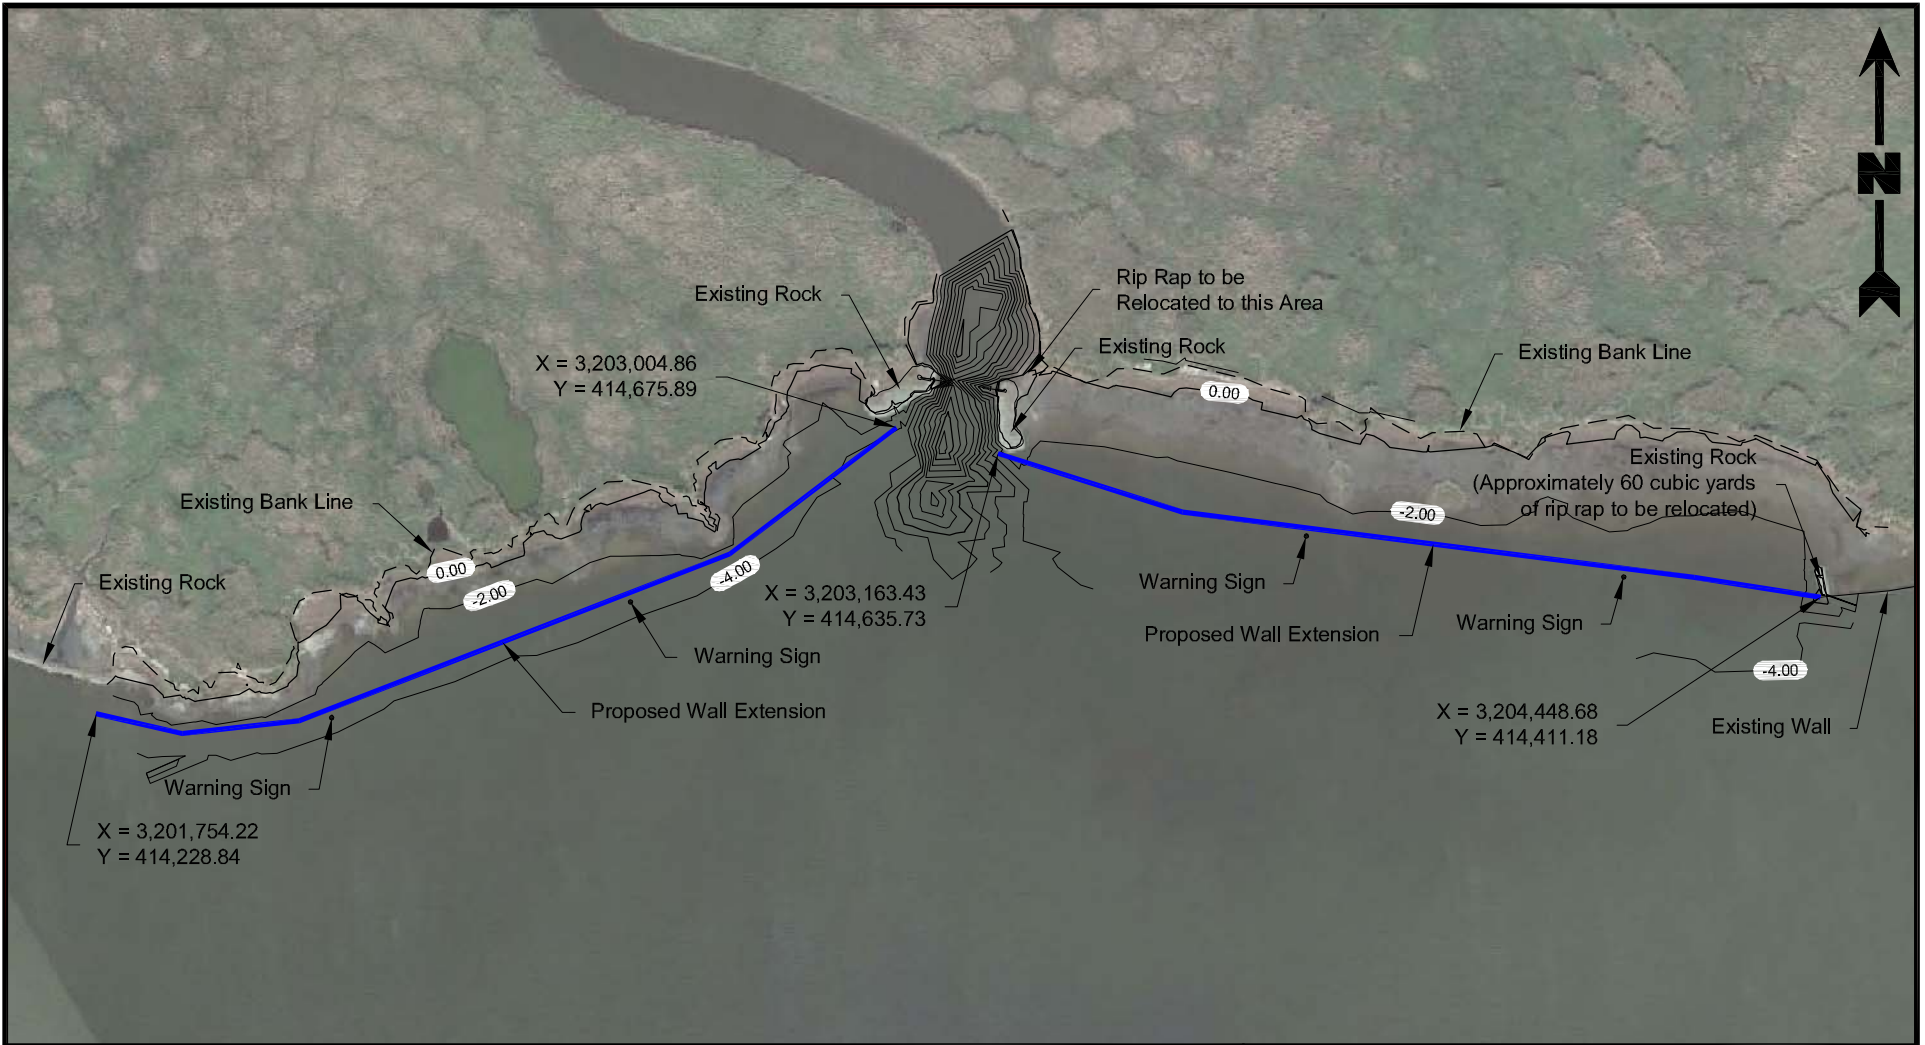 N
Rip Rap to be
Relocated to this Area
Existing Rock
Existing Rock
Existing Bank Line
X = 3,203,004.86
Y = 414,675.89
0.00
Existing Rock
(Approximately 60 cubic yards
of rip rap to be relocated)
Existing Bank Line
-2.00
0.00
-2.00
-4.00
Existing Rock
X = 3,203,163.43
Y = 414,635.73
Warning Sign
Warning Sign
Proposed Wall Extension
Warning Sign
-4.00
Proposed Wall Extension
X = 3,204,448.68
Y = 414,411.18
Existing Wall
Warning Sign
X = 3,201,754.22
Y = 414,228.84